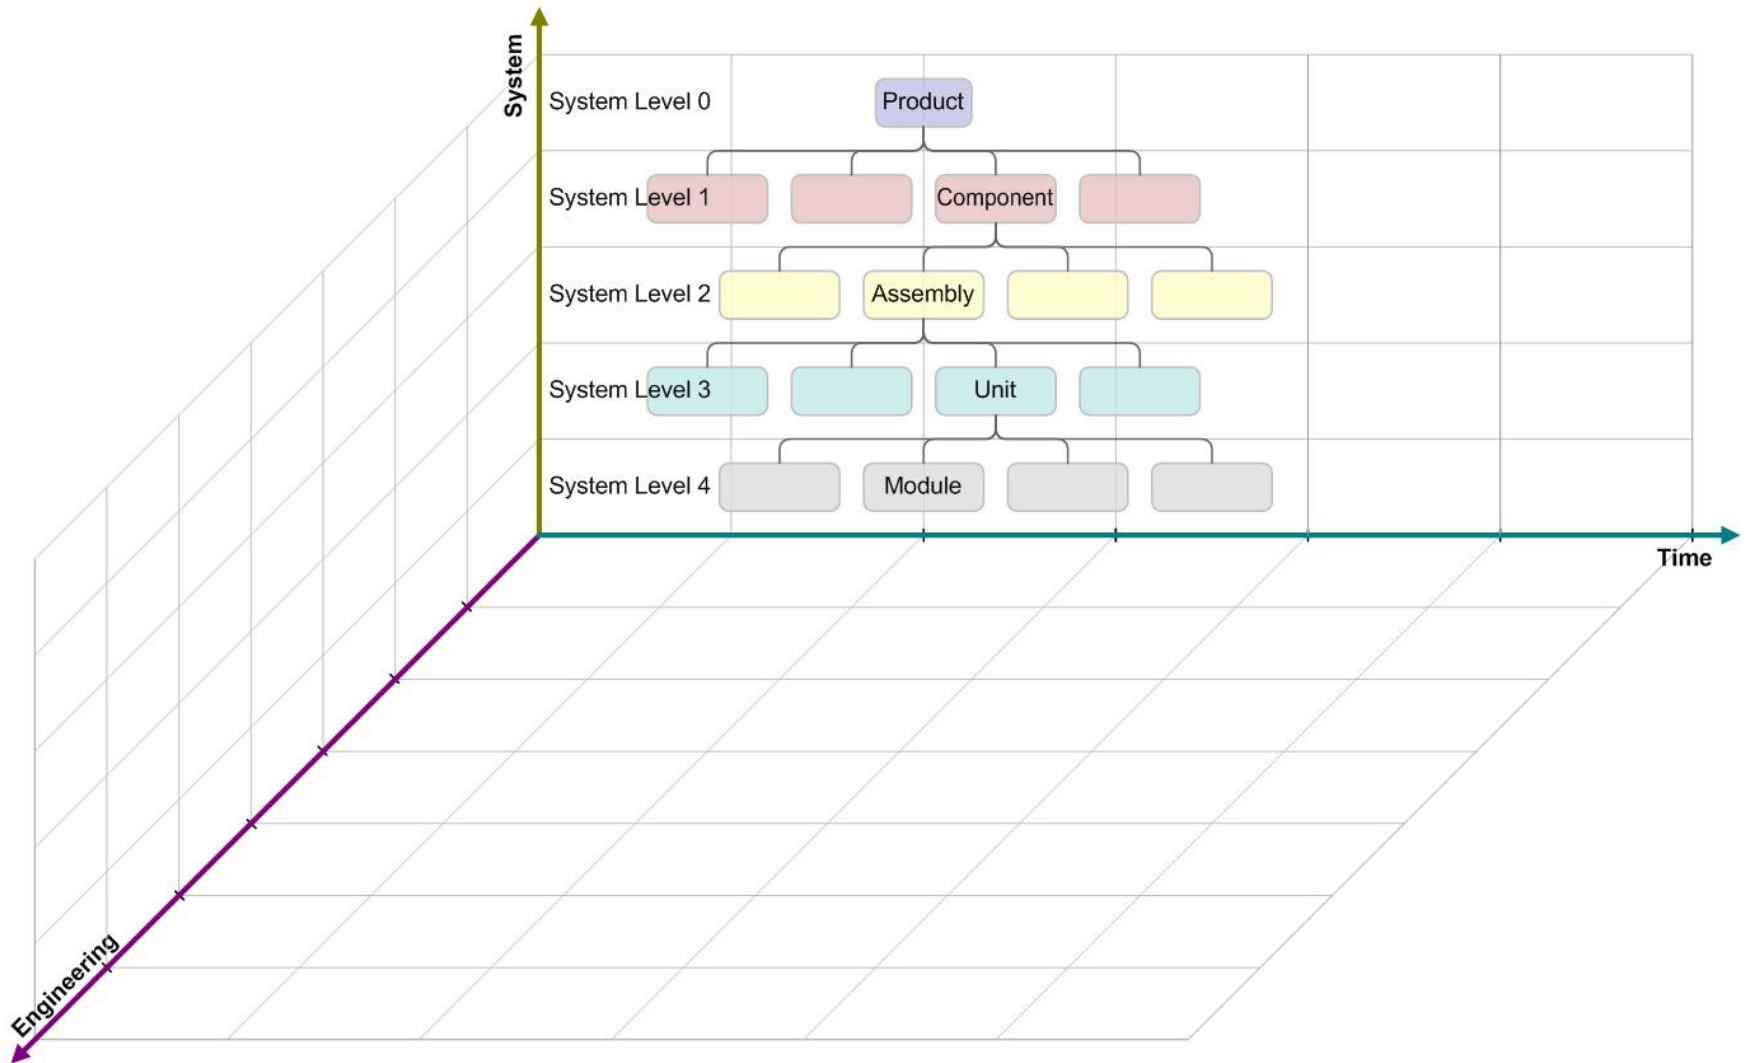 System
System Level 0
Product
System Level 1
Component
System Level 2
Assembly
System Level 3
Unit
System Level 4
Module
Time
Engineering